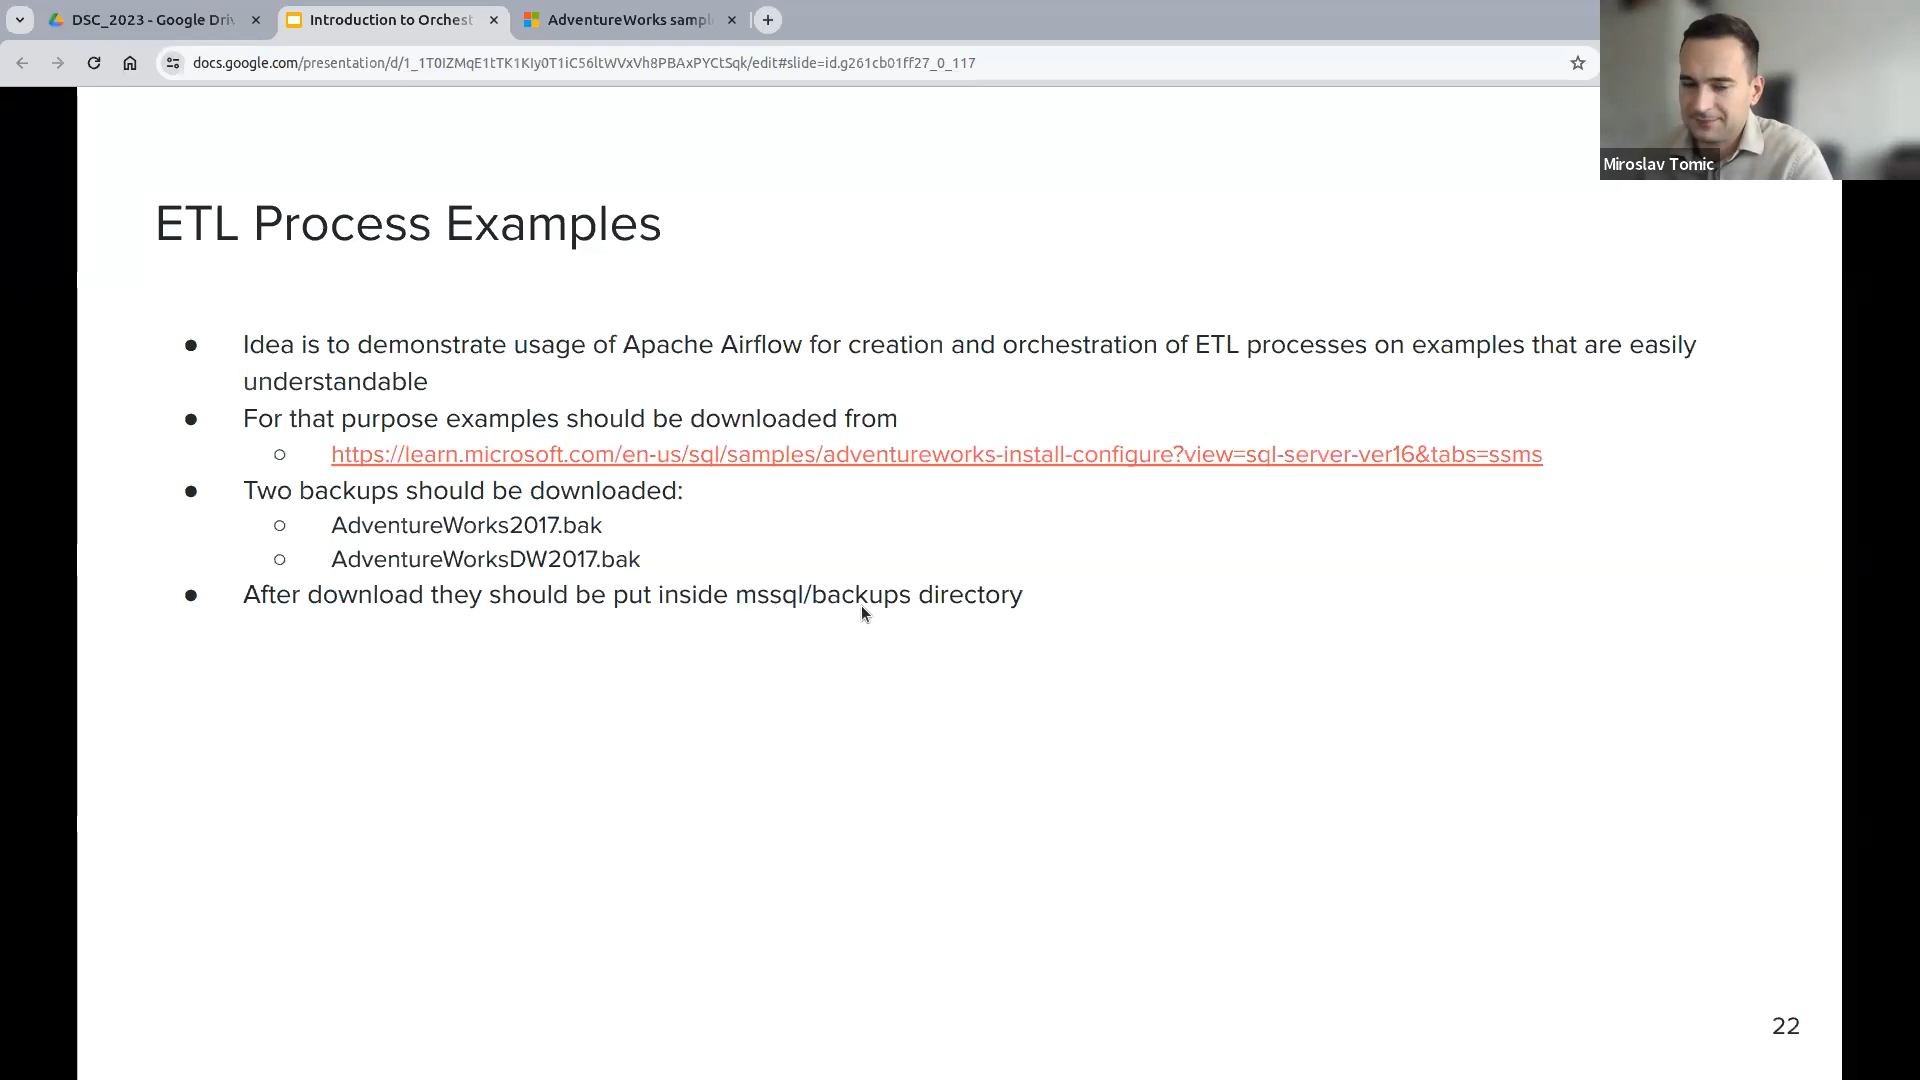 DSC_2023 - Google Driv
Introduction to Orchest
AdventureWorks sampl
docs.google.com/presentation/d/1_1T0IZMqE1tTK1KIy0T1iC56ltWVxVh8PBAxPYCtSqk/edit#slide=id.g261cb01ff27_0_117
Miroslav Tomic
ETL Process Examples
● Idea is to demonstrate usage of Apache Airflow for creation and orchestration of ETL processes on examples that are easily
understandable
● For that purpose examples should be downloaded from
○ https://learn.microsoft.com/en-us/sql/samples/adventureworks-install-configure?view=sql-server-ver16&tabs=ssms
● Two backups should be downloaded:
○ AdventureWorks2017.bak
○ AdventureWorksDW2017.bak
● After download they should be put inside mssql/backups directory
22